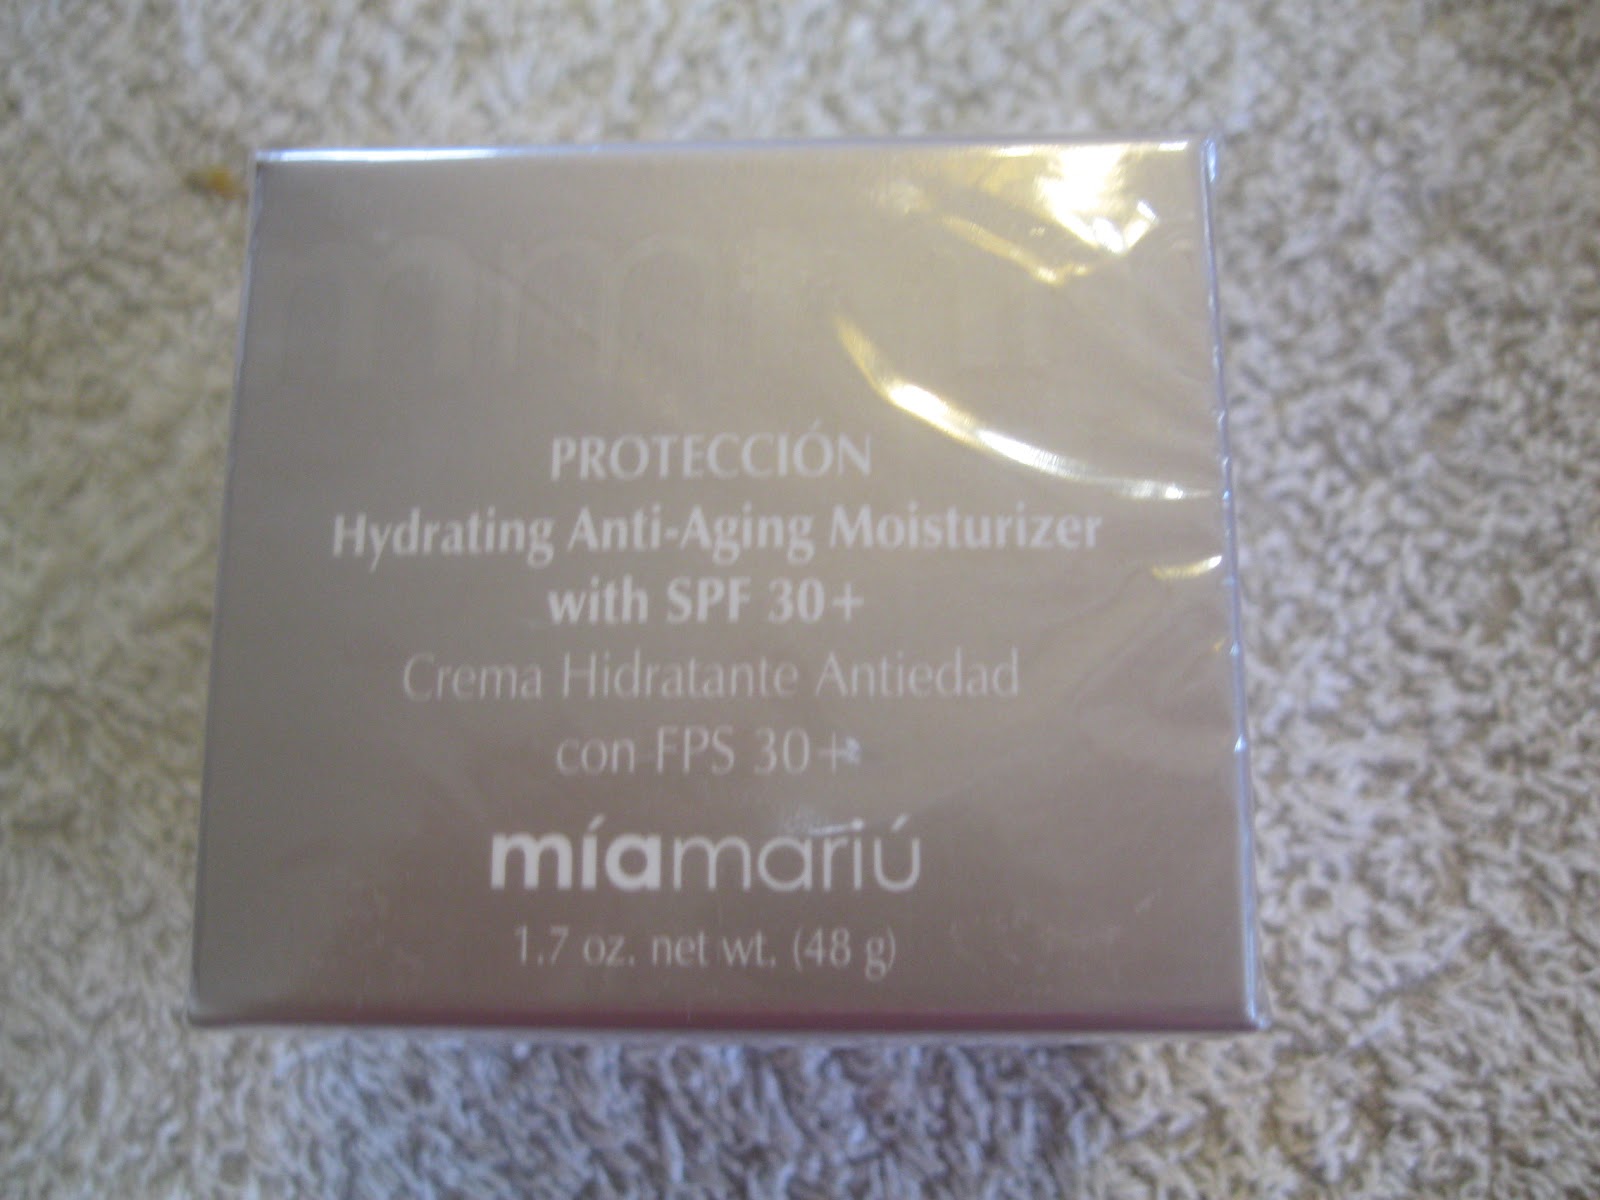 PROTECCIÓN
Hydrating Anti-Aging Moisturizer
with SPF 30+
Crema Hidratante Antiedad
con FPS 30+
míamariú
1.7 oz. net wt. (48 g)